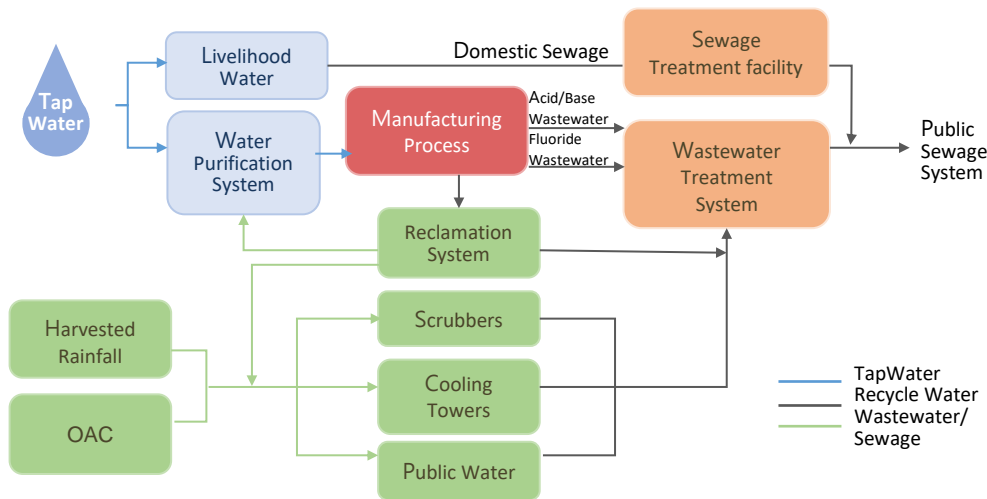 Tap
Water
Livelihood
Water
Domestic Sewage
Sewage
Treatment facility
Water
Purification
System
Manufacturing
Process
Acid/Base
Wastewater
Fluoride
Wastewater
Wastewater
Treatment
System
Public
Sewage
System
Reclamation
System
Harvested
Rainfall
OAC
Scrubbers
Cooling
Towers
Public Water
TapWater
Recycle Water
Wastewater/
Sewage